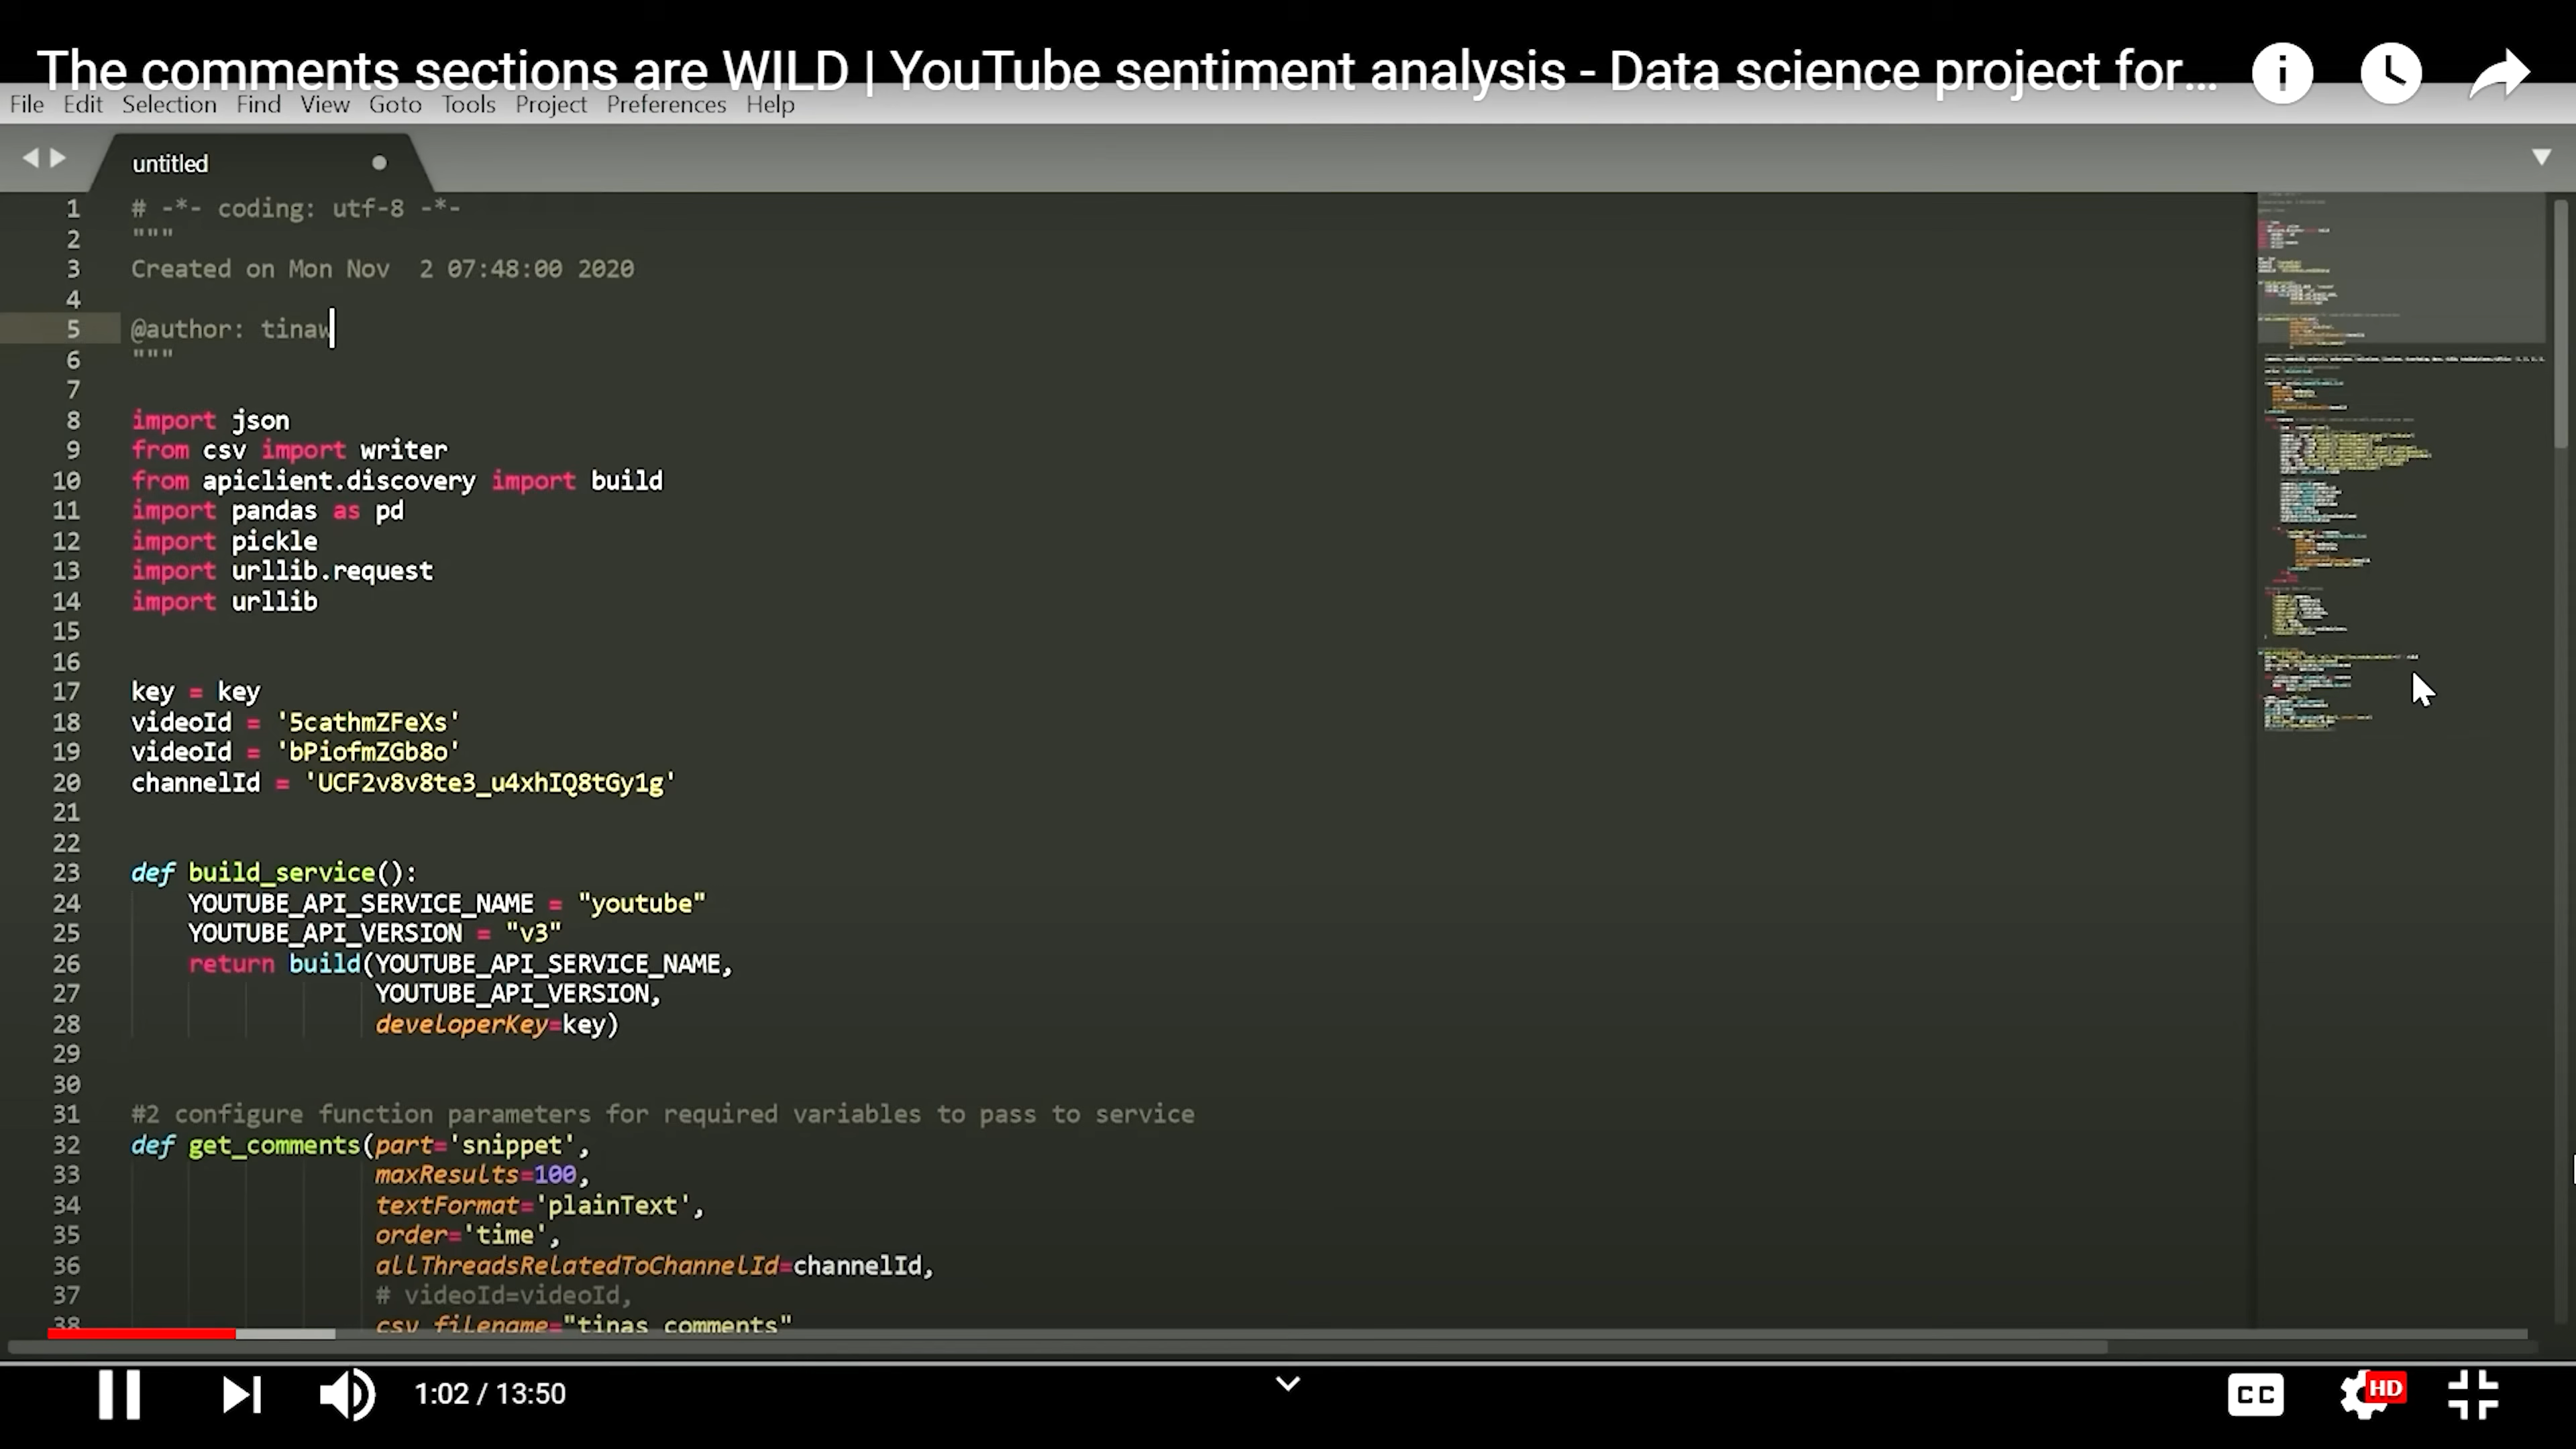 The comments sections are WILD | YouTube sentiment analysis - Data science project for...
File Edit Selection Find View Goto Tools Project Preferences Help
untitled
1 # -*- coding: utf-8 -*-
2 """
3 Created on Mon Nov  2 07:48:00 2020
4
5 @author: tinaw
6 """
7
8 import json
9 from csv import writer
10 from apiclient.discovery import build
11 import pandas as pd
12 import pickle
13 import urllib.request
14 import urllib
15
16
17 key = key
18 videoId = '5cathmZFeXs'
19 videoId = 'bPiofmZGb8o'
20 channelId = 'UCF2v8v8te3_u4xhIQ8tGy1g'
21
22
23 def build_service():
24     YOUTUBE_API_SERVICE_NAME = "youtube"
25     YOUTUBE_API_VERSION = "v3"
26     return build(YOUTUBE_API_SERVICE_NAME,
27                  YOUTUBE_API_VERSION,
28                  developerKey=key)
29
30
31 #2 configure function parameters for required variables to pass to service
32 def get_comments(part='snippet',
33                  maxResults=100,
34                  textFormat='plainText',
35                  order='time',
36                  allThreadsRelatedToChannelId=channelId,
37                  # videoId=videoId,
38                  csv_filename="tinas_comments"
1:02 / 13:50
CC
HD